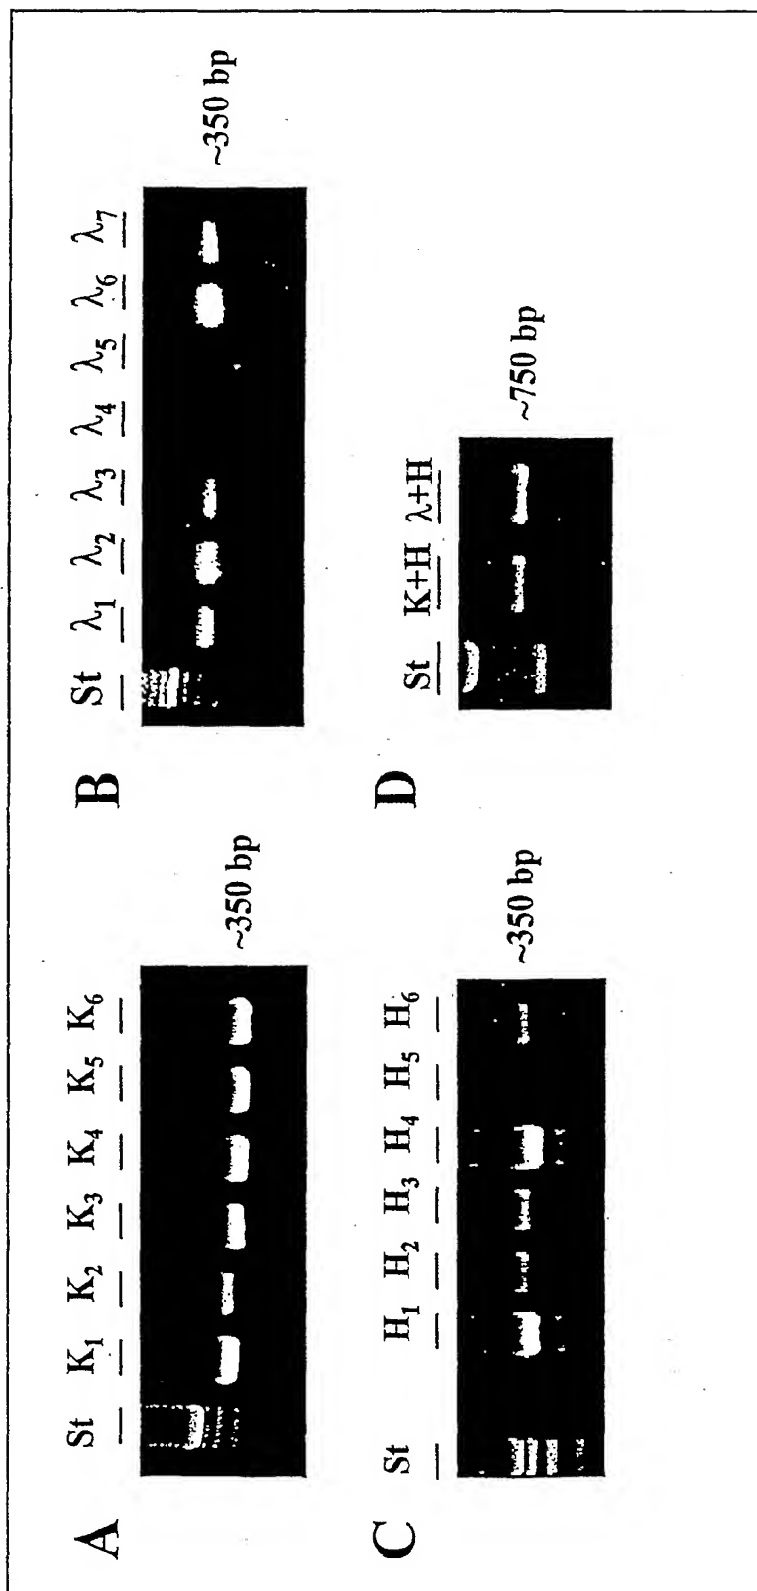 A
St K₁ K₂ K₃ K₄ K₅ K₆
~350 bp
B
St λ₁ λ₂ λ₃ λ₄ λ₅ λ₆ λ₇
~350 bp
C
St H₁ H₂ H₃ H₄ H₅ H₆
~350 bp
D
St K+H λ+H
~750 bp